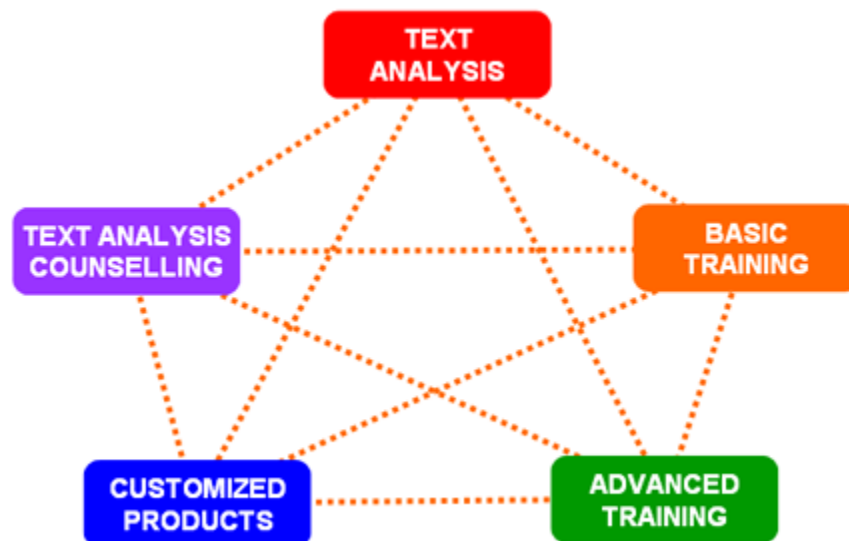 TEXT
ANALYSIS
TEXT ANALYSIS
COUNSELLING
BASIC
TRAINING
CUSTOMIZED
PRODUCTS
ADVANCED
TRAINING